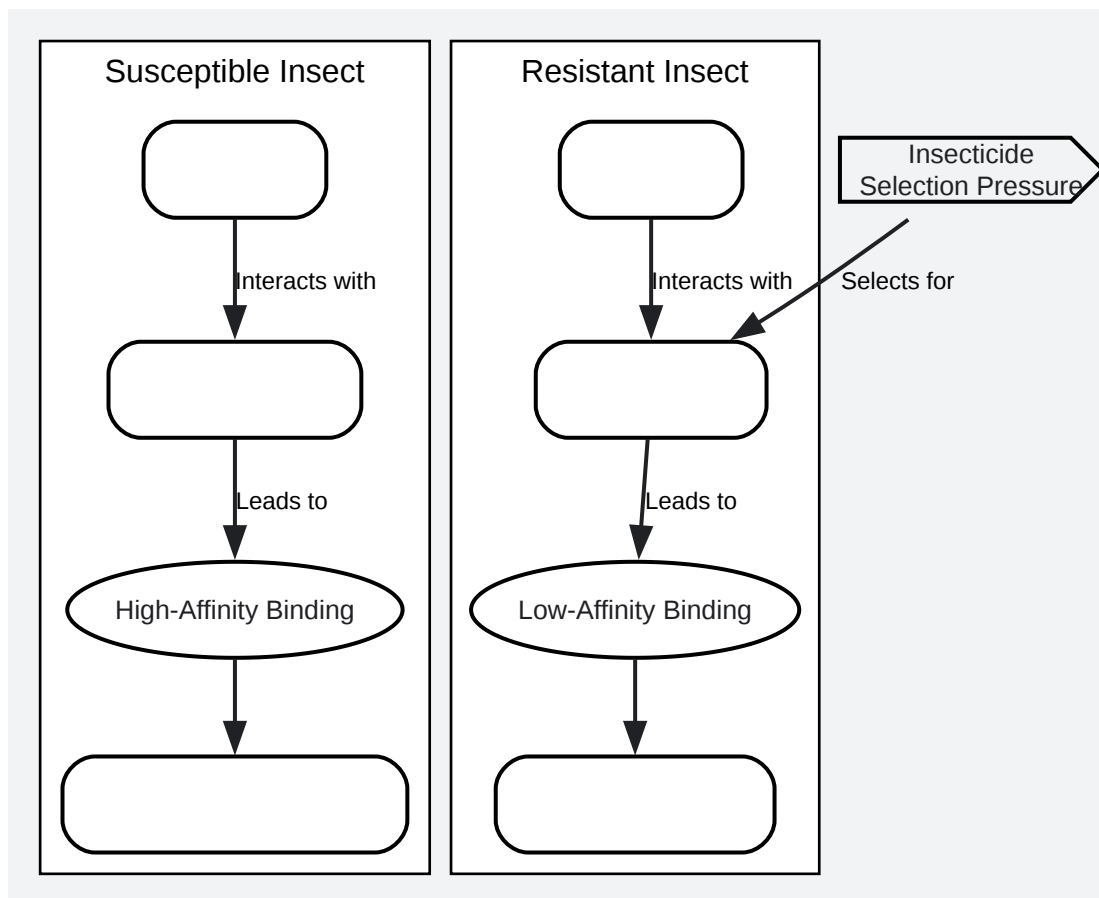 Susceptible Insect
Interacts with
Leads to
High-Affinity Binding
Resistant Insect
Interacts with
Leads to
Low-Affinity Binding
Insecticide
Selection Pressure
Selects for